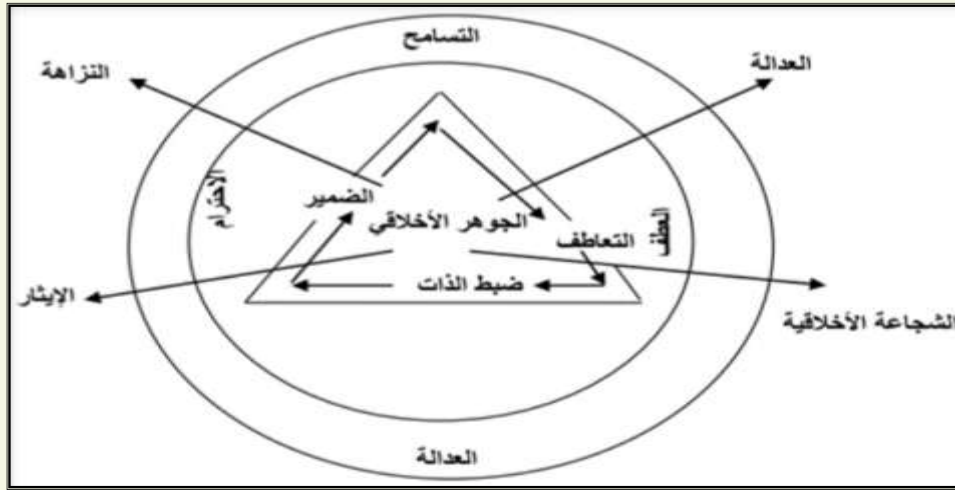 التسامح
العدالة
النزاهة
الاحترام
الضمير
الجوهر الأخلاقي
التعاطف
العطف
ضبط الذات
الإيثار
الشجاعة الأخلاقية
العدالة